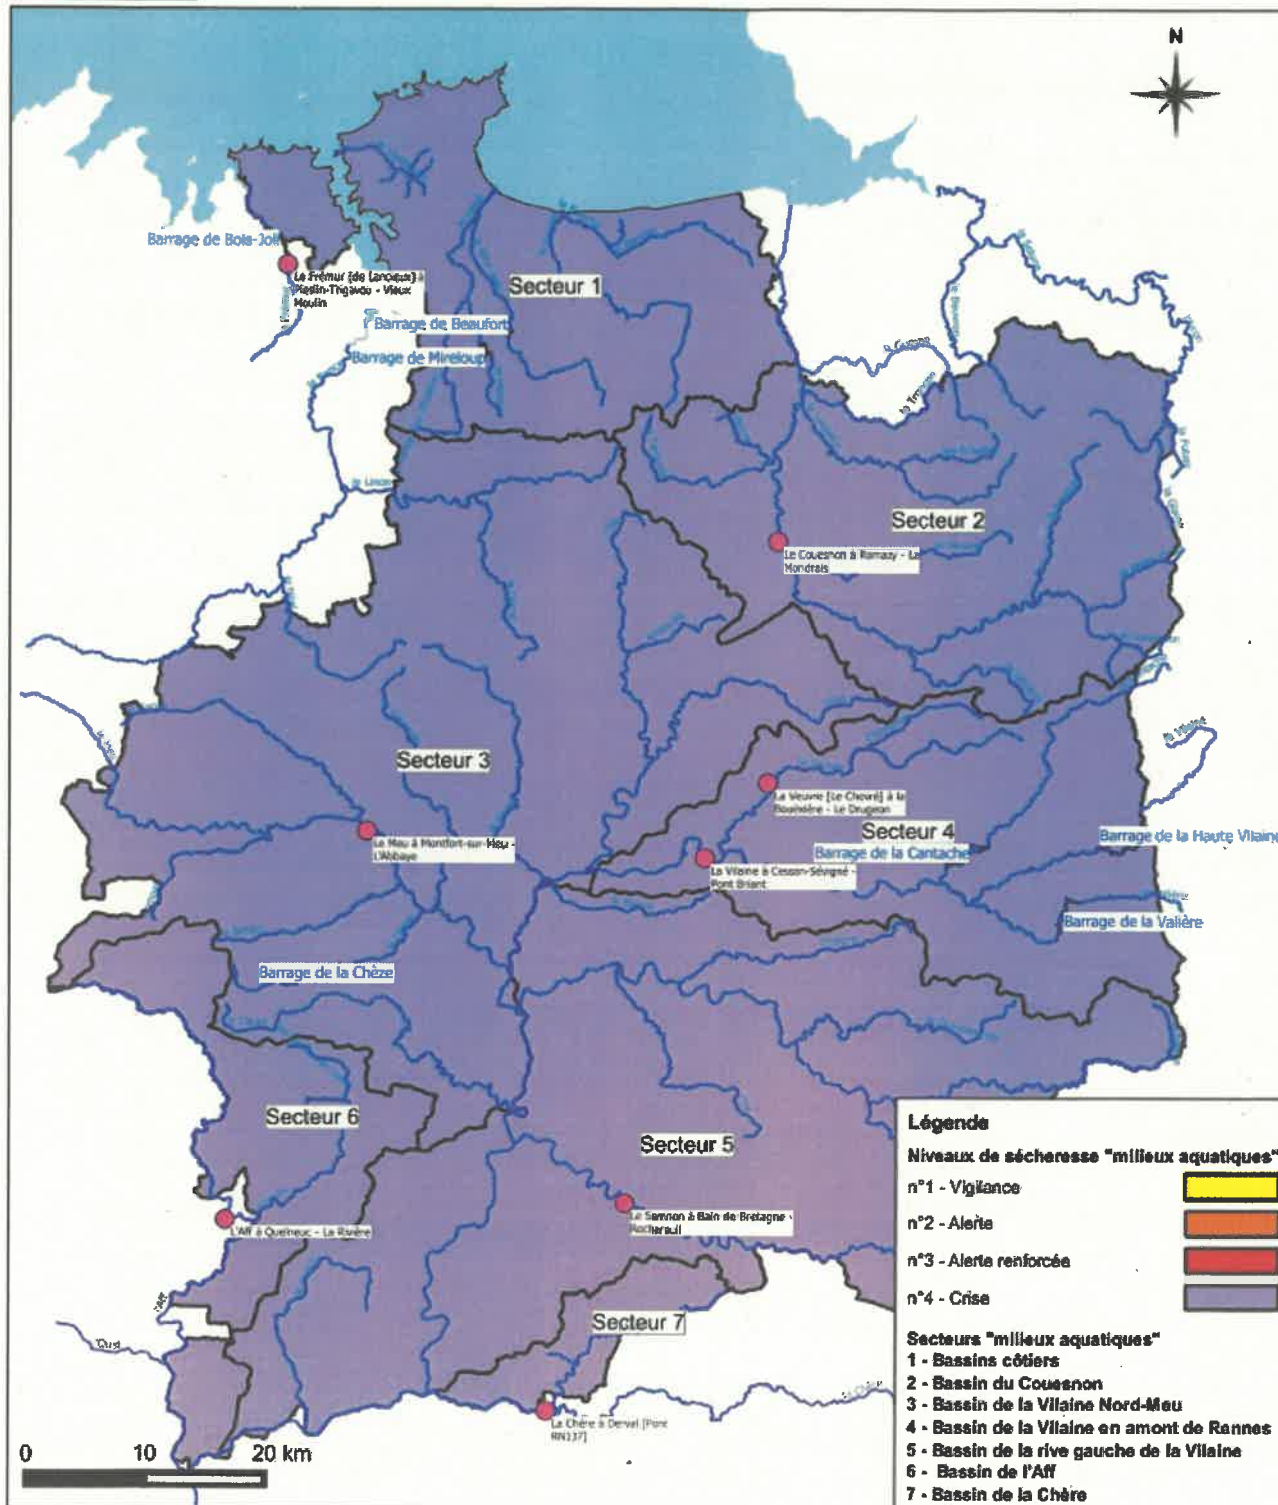 N
Barrage de Bois-Joli
Le Frémur [de Lancieux] à
Pleslin-Trigavou - Vieux
Moulin
Secteur 1
Barrage de Beaufort
Barrage de Mireloup
le Linon
Secteur 2
Le Couesnon à Romazy - La
Mondrais
Secteur 3
La Veuvre [Le Chevré] à la
Bouëxière - Le Drugeon
Le Meu à Montfort-sur-Meu -
L'Abbaye
Secteur 4
Barrage de la Haute Vilaine
Barrage de la Cantache
La Vilaine à Cesson-Sévigné -
Pont Briant
Barrage de la Valière
Barrage de la Chèze
Secteur 6
Secteur 5
L'Aff à Quelneuc - La Rivière
Le Semnon à Bain de Bretagne -
Rochereuil
l'Aff
l'Oust
Secteur 7
La Chère à Derval [Pont
RN137]
0 10 20 km
Légende
Niveaux de sécheresse "milieux aquatiques"
n°1 - Vigilance
n°2 - Alerte
n°3 - Alerte renforcée
n°4 - Crise
Secteurs "milieux aquatiques"
1 - Bassins côtiers
2 - Bassin du Couesnon
3 - Bassin de la Vilaine Nord-Meu
4 - Bassin de la Vilaine en amont de Rennes
5 - Bassin de la rive gauche de la Vilaine
6 - Bassin de l'Aff
7 - Bassin de la Chère